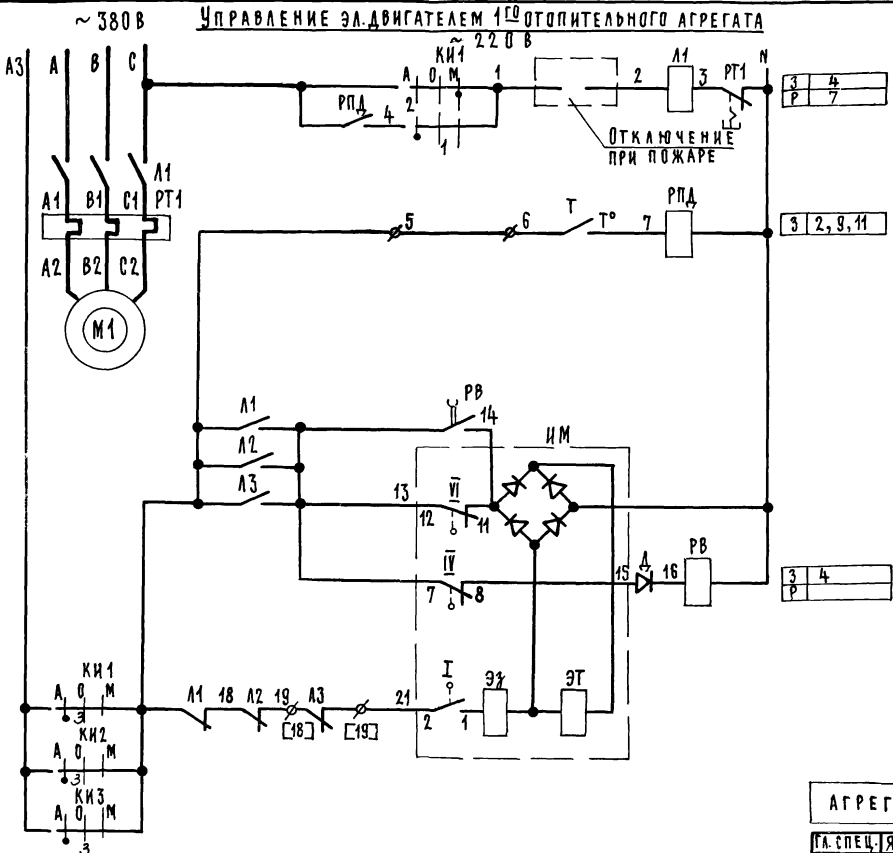 ~ 380 В
Управление эл.двигателем 1го отопительного агрегата
~ 220 В
А3 А В С
КИ1
А О М 1
2
РПД 4
1
2
Л1
3
РТ1
N
Отключение
при пожаре
З 4
Р 7
Л1
А1 В1 С1 РТ1
А2 В2 С2
М1
5
6
Т
Т°
7
РПД
З 2, 9, 11
Л1
Л2
Л3
РВ
14
ИМ
13
VI
12
11
IV
7
8
15
Д
16
РВ
З 4
Р
КИ1
А О М
3
КИ2
А О М
3
КИ3
А О М
3
Л1 18 Л2 19 Л3
[18] [19]
21
I
2
1
ЭЗ
ЭТ
АГРЕГ
Гл. спец. Я